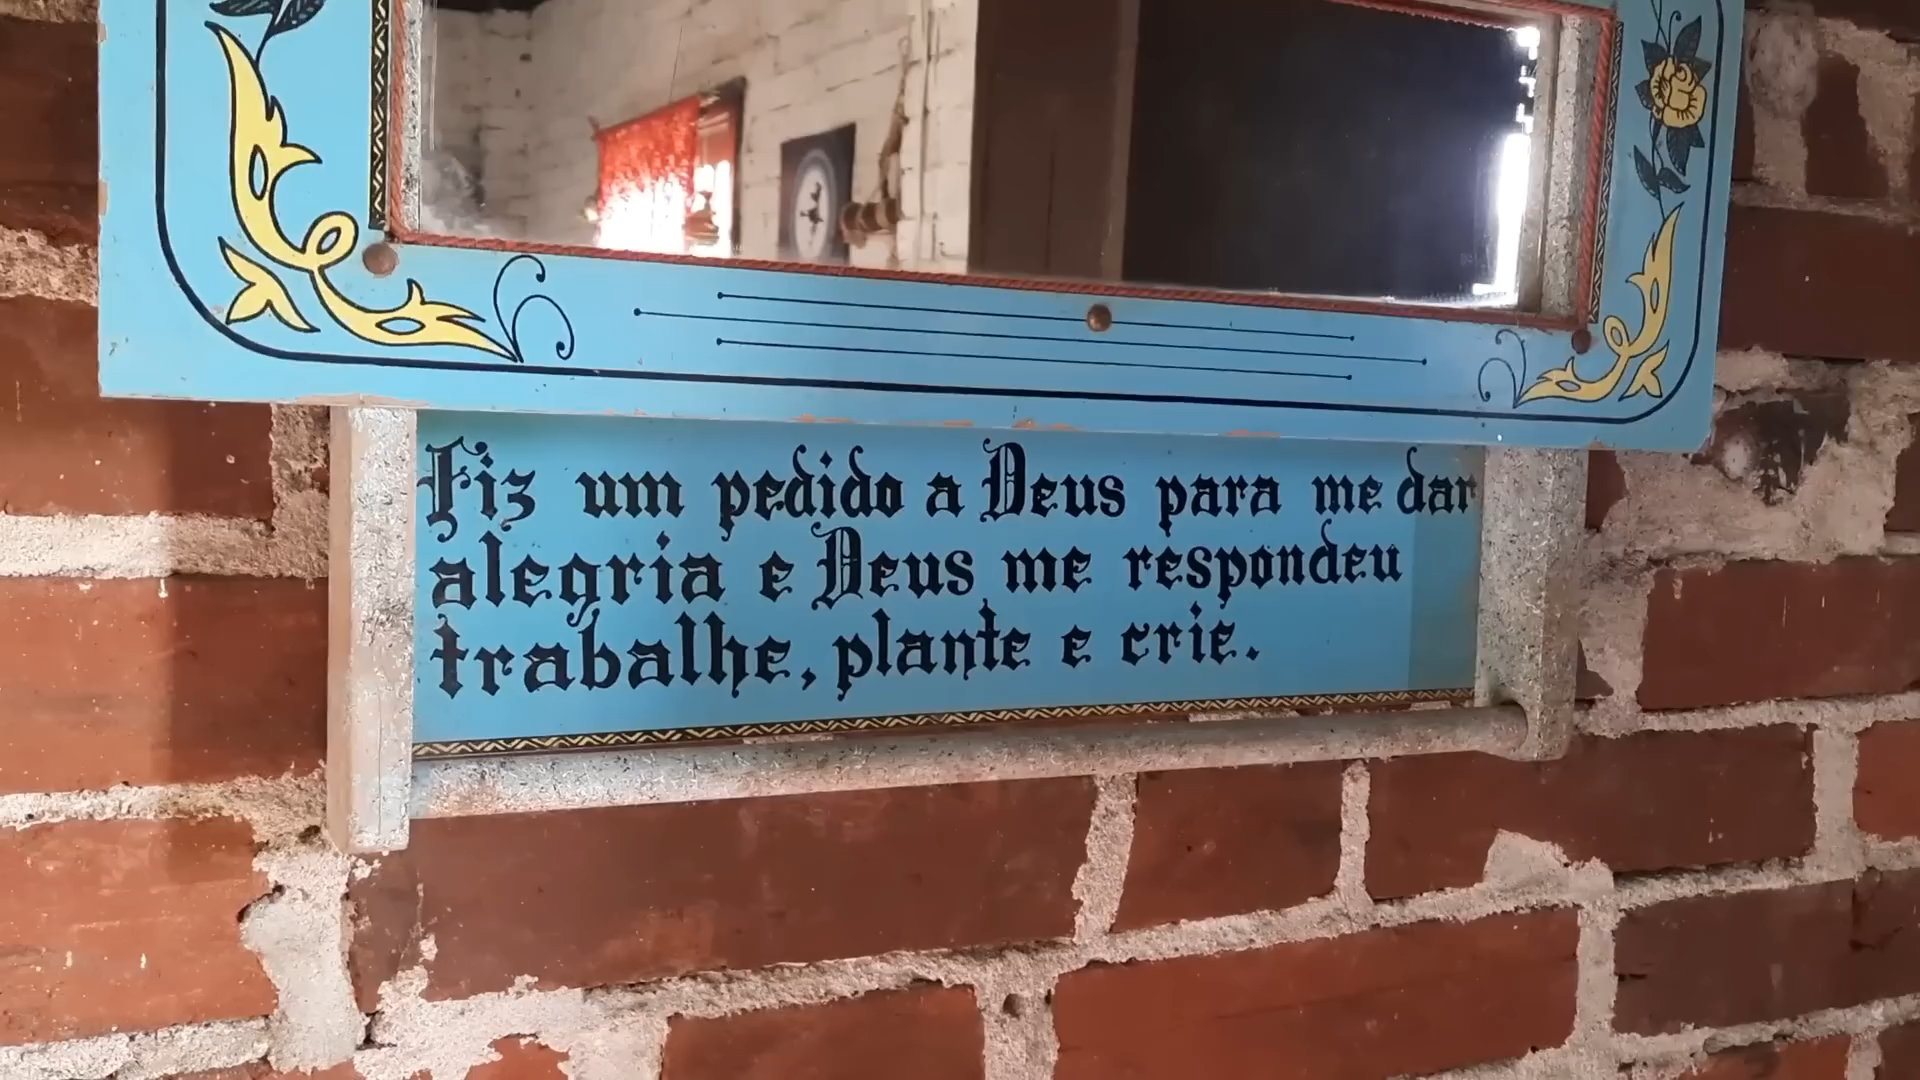 Fiz um pedido a Deus para me dar
alegria e Deus me respondeu
trabalhe, plante e crie.